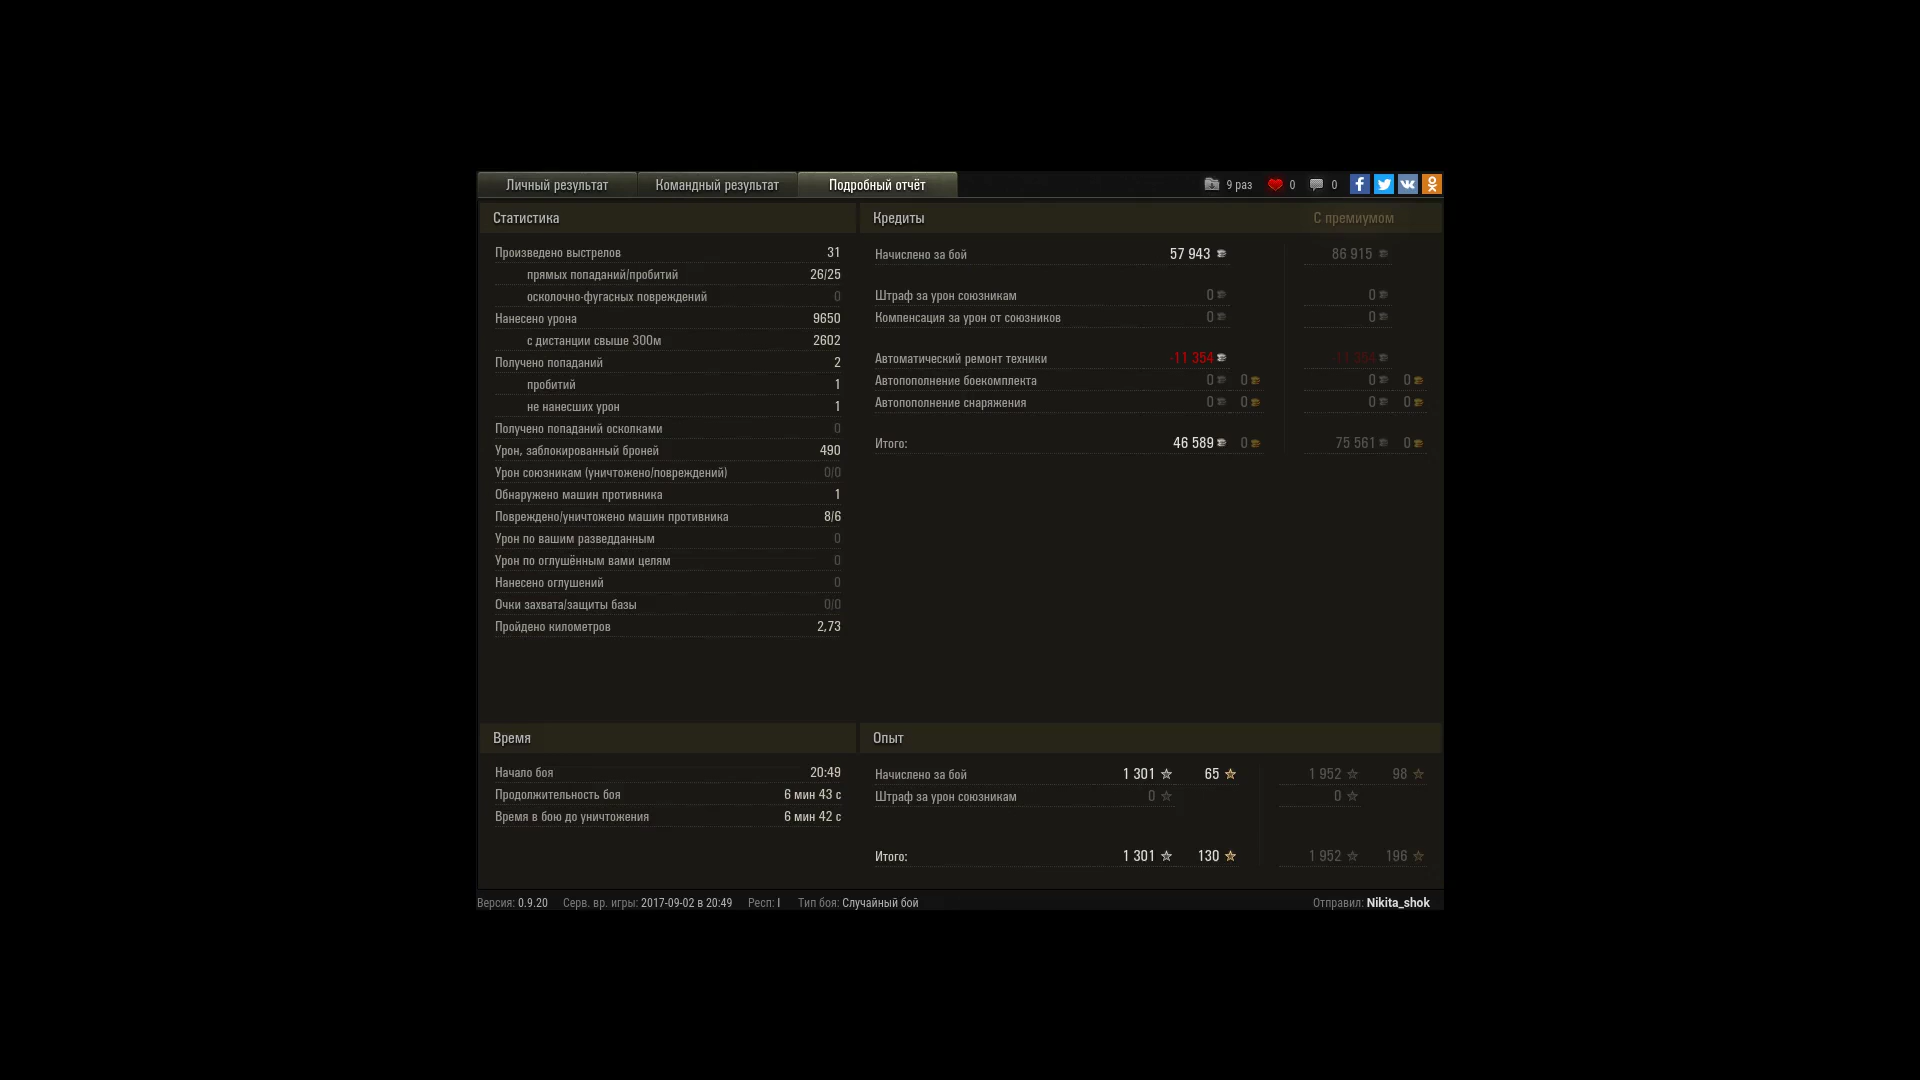 Личный результат Командный результат Подробный отчёт 9 раз 0 0
Статистика
Произведено выстрелов 31
прямых попаданий/пробитий 26/25
осколочно-фугасных повреждений 0
Нанесено урона 9650
с дистанции свыше 300м 2602
Получено попаданий 2
пробитий 1
не нанесших урон 1
Получено попаданий осколками 0
Урон, заблокированный броней 490
Урон союзникам (уничтожено/повреждений) 0/0
Обнаружено машин противника 1
Повреждено/уничтожено машин противника 8/6
Урон по вашим разведданным 0
Урон по оглушённым вами целям 0
Нанесено оглушений 0
Очки захвата/защиты базы 0/0
Пройдено километров 2,73
Кредиты С премиумом
Начислено за бой 57 943 86 915
Штраф за урон союзникам 0 0
Компенсация за урон от союзников 0 0
Автоматический ремонт техники -11 354 -11 354
Автопополнение боекомплекта 0 0 0 0
Автопополнение снаряжения 0 0 0 0
Итого: 46 589 0 75 561 0
Время
Начало боя 20:49
Продолжительность боя 6 мин 43 с
Время в бою до уничтожения 6 мин 42 с
Опыт
Начислено за бой 1 301 65 1 952 98
Штраф за урон союзникам 0 0
Итого: 1 301 130 1 952 196
Версия: 0.9.20 Серв. вр. игры: 2017-09-02 в 20:49 Респ: I Тип боя: Случайный бой Отправил: Nikita_shok